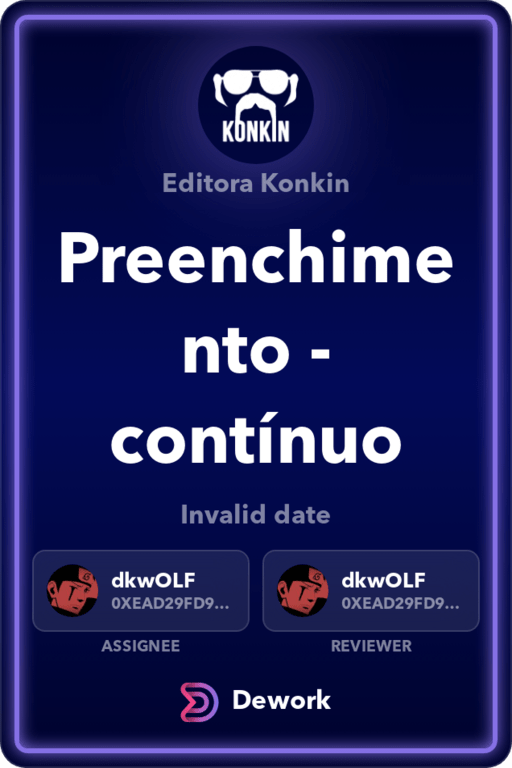 KONKIN
Editora Konkin
Preenchime
nto -
contínuo
Invalid date
dkwOLF
0XEAD29FD9...
ASSIGNEE
dkwOLF
0XEAD29FD9...
REVIEWER
Dework